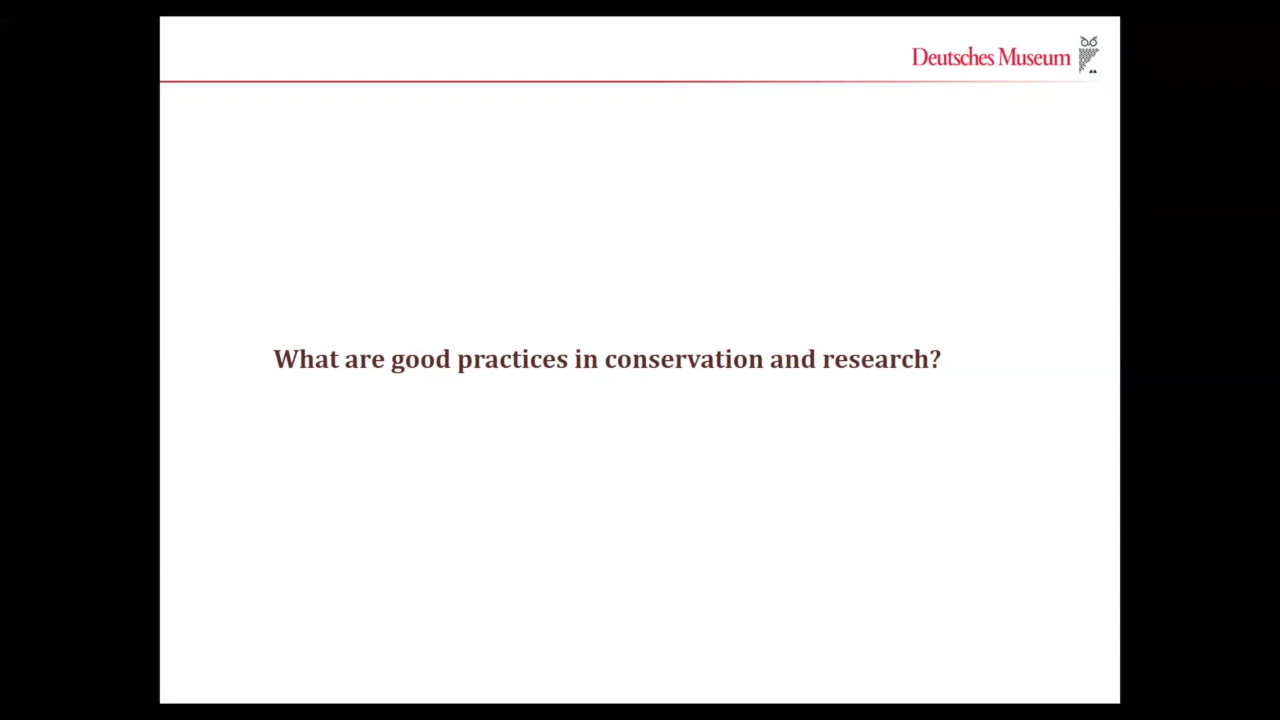 Deutsches Museum
What are good practices in conservation and research?